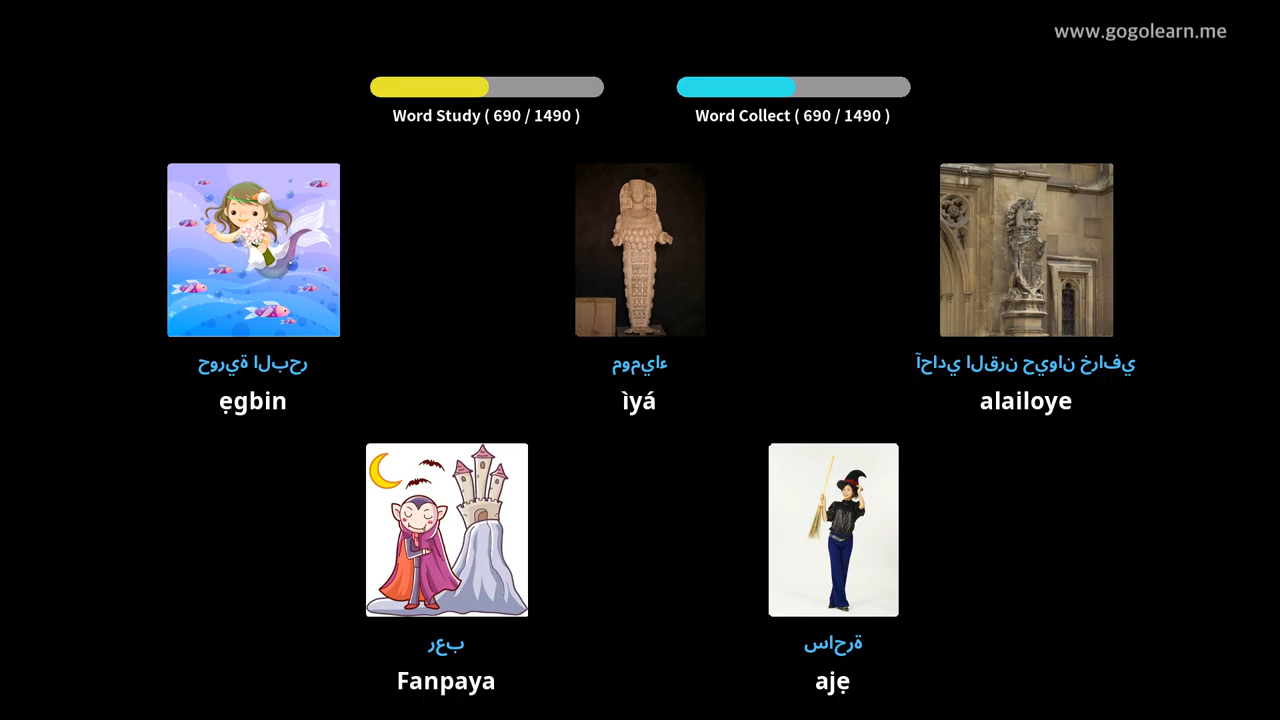 www.gogolearn.me
Word Study ( 690 / 1490 )
Word Collect ( 690 / 1490 )
حورية البحر
مومياء
آحادي القرن حيوان خرافي
ẹgbin
ìyá
alailoye
رعب
ساحرة
Fanpaya
ajẹ